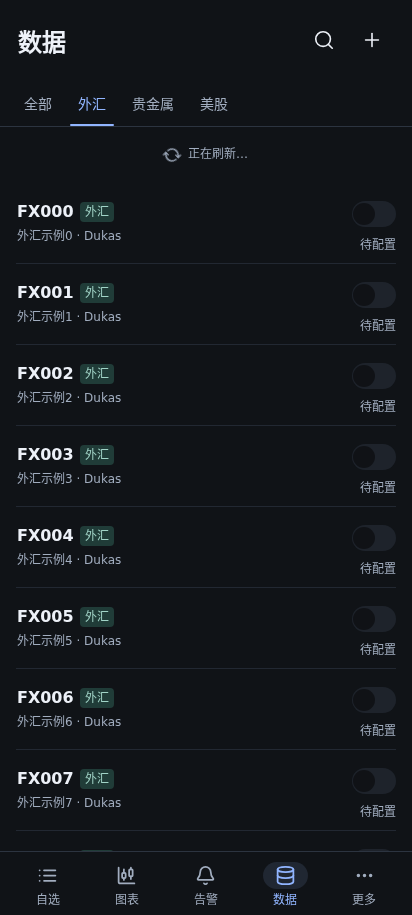 数据
全部 外汇 贵金属 美股
正在刷新…
FX000 外汇
外汇示例0 · Dukas
待配置
FX001 外汇
外汇示例1 · Dukas
待配置
FX002 外汇
外汇示例2 · Dukas
待配置
FX003 外汇
外汇示例3 · Dukas
待配置
FX004 外汇
外汇示例4 · Dukas
待配置
FX005 外汇
外汇示例5 · Dukas
待配置
FX006 外汇
外汇示例6 · Dukas
待配置
FX007 外汇
外汇示例7 · Dukas
待配置
自选 图表 告警 数据 更多